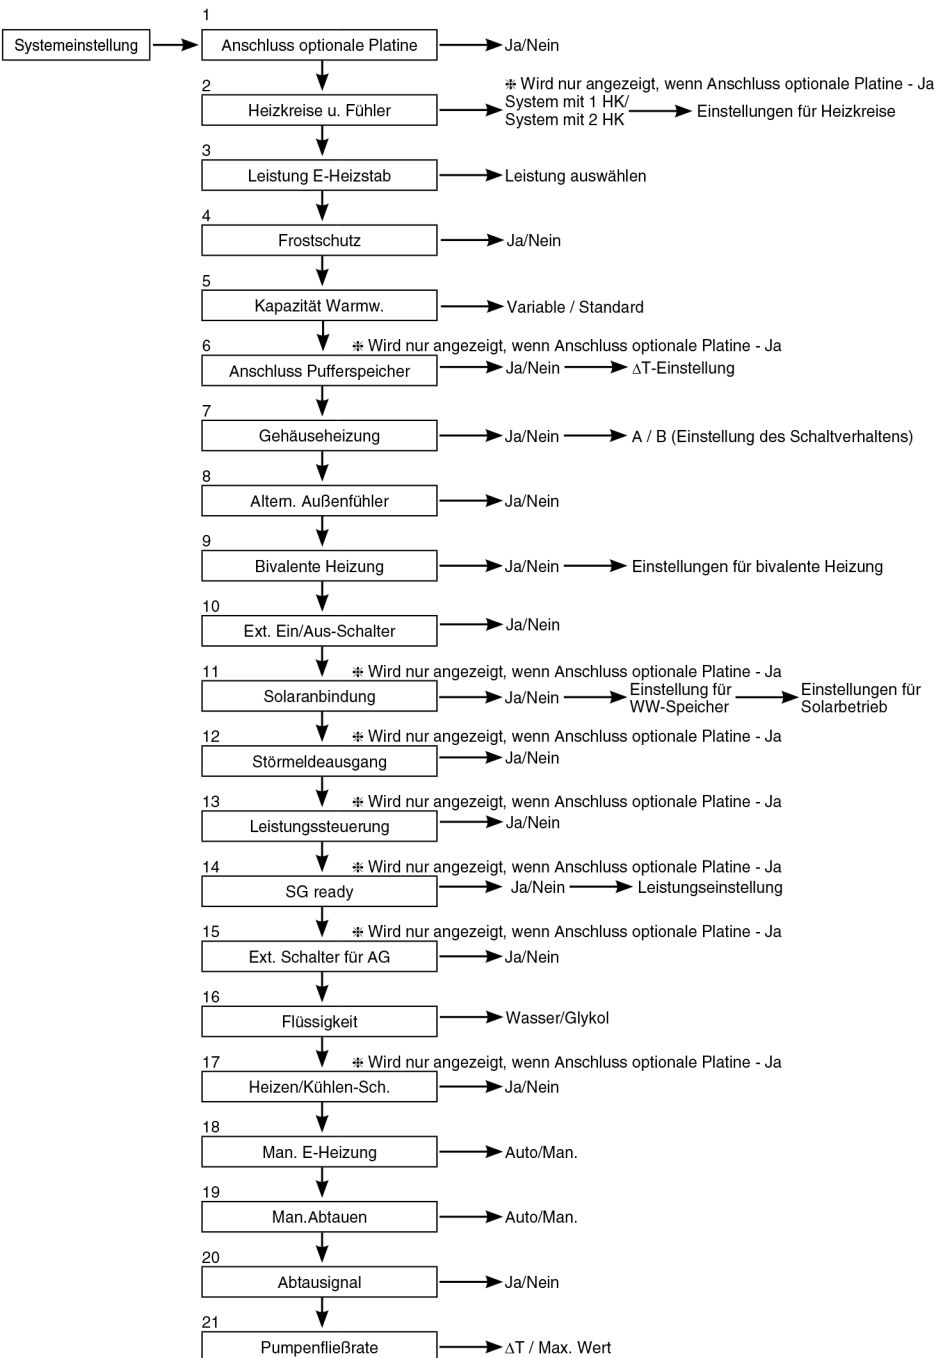 1
Systemeinstellung
Anschluss optionale Platine
Ja/Nein
2
❈ Wird nur angezeigt, wenn Anschluss optionale Platine - Ja
Heizkreise u. Fühler
System mit 1 HK/
System mit 2 HK
Einstellungen für Heizkreise
3
Leistung E-Heizstab
Leistung auswählen
4
Frostschutz
Ja/Nein
5
Kapazität Warmw.
Variable / Standard
6
❈ Wird nur angezeigt, wenn Anschluss optionale Platine - Ja
Anschluss Pufferspeicher
Ja/Nein
∆T-Einstellung
7
Gehäuseheizung
Ja/Nein
A / B (Einstellung des Schaltverhaltens)
8
Altern. Außenfühler
Ja/Nein
9
Bivalente Heizung
Ja/Nein
Einstellungen für bivalente Heizung
10
Ext. Ein/Aus-Schalter
Ja/Nein
11
❈ Wird nur angezeigt, wenn Anschluss optionale Platine - Ja
Solaranbindung
Ja/Nein
Einstellung für
WW-Speicher
Einstellungen für
Solarbetrieb
12
❈ Wird nur angezeigt, wenn Anschluss optionale Platine - Ja
Störmeldeausgang
Ja/Nein
13
❈ Wird nur angezeigt, wenn Anschluss optionale Platine - Ja
Leistungssteuerung
Ja/Nein
14
❈ Wird nur angezeigt, wenn Anschluss optionale Platine - Ja
SG ready
Ja/Nein
Leistungseinstellung
15
❈ Wird nur angezeigt, wenn Anschluss optionale Platine - Ja
Ext. Schalter für AG
Ja/Nein
16
Flüssigkeit
Wasser/Glykol
17
❈ Wird nur angezeigt, wenn Anschluss optionale Platine - Ja
Heizen/Kühlen-Sch.
Ja/Nein
18
Man. E-Heizung
Auto/Man.
19
Man.Abtauen
Auto/Man.
20
Abtausignal
Ja/Nein
21
Pumpenfließrate
∆T / Max. Wert